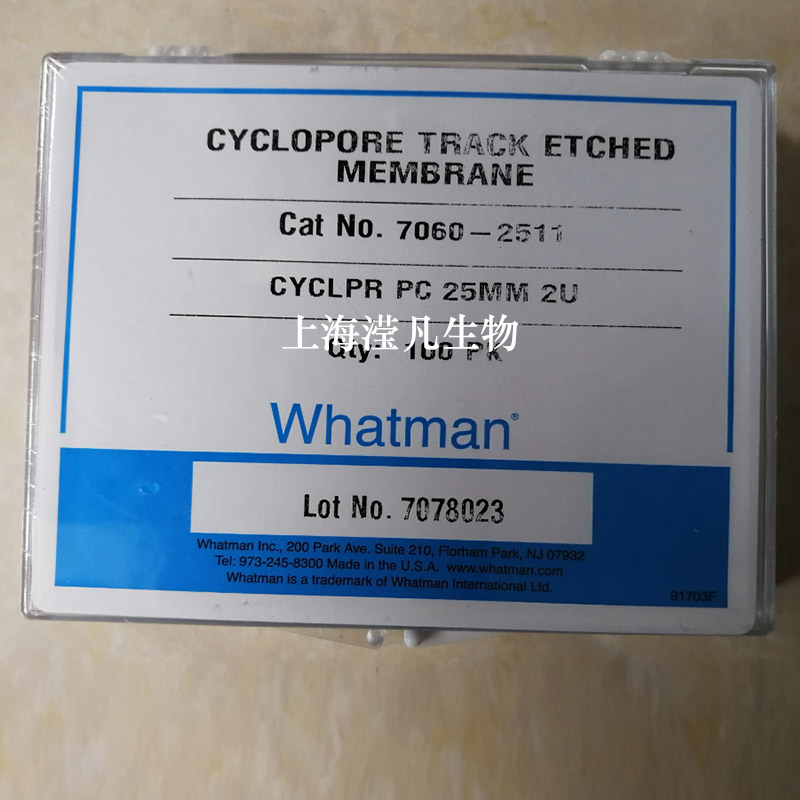 CYCLOPORE TRACK ETCHED
MEMBRANE
Cat No. 7060-2511
CYCLPR PC 25MM 2U
上海滢凡生物
Qty: 100 PK
Whatman®
Lot No. 7078023
Whatman Inc., 200 Park Ave. Suite 210, Florham Park, NJ 07932
Tel: 973-245-8300 Made in the U.S.A. www.whatman.com
Whatman is a trademark of Whatman International Ltd.
91703F